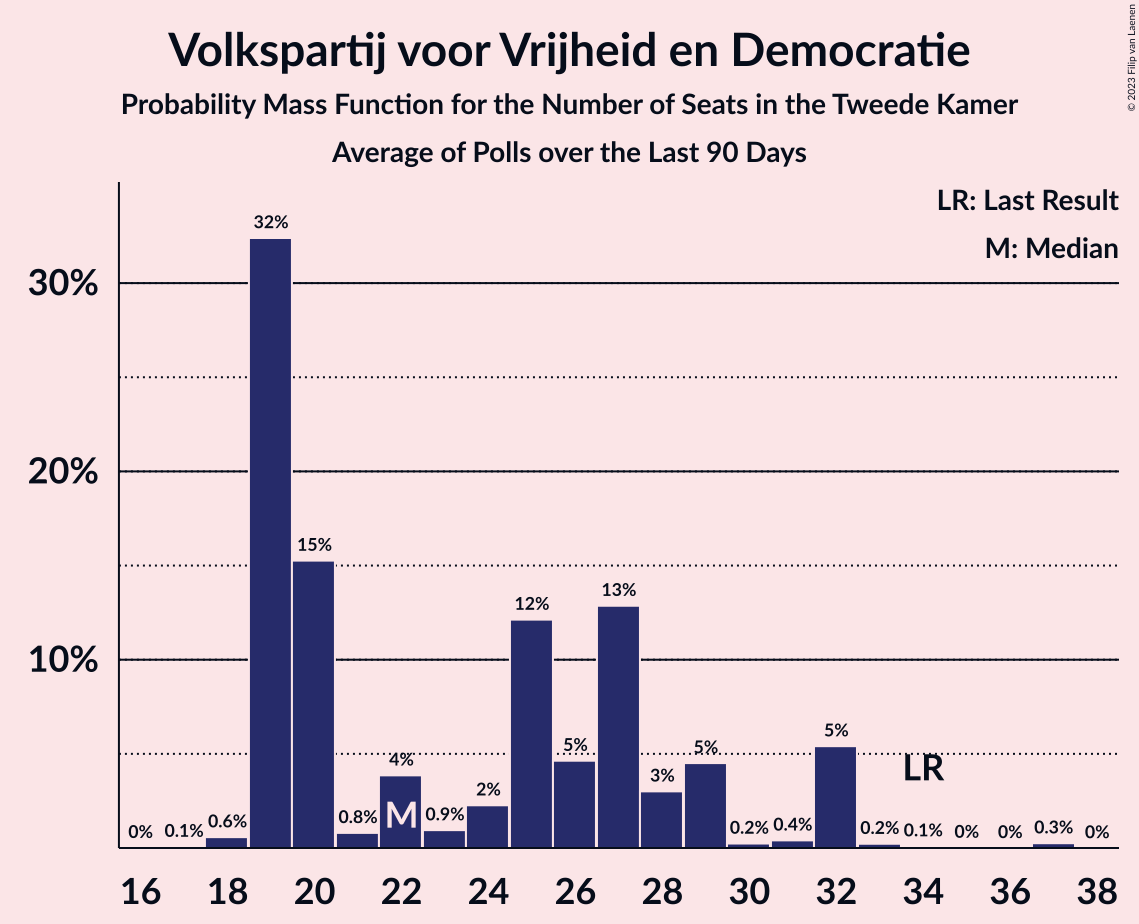 Volkspartij voor Vrijheid en Democratie
Probability Mass Function for the Number of Seats in the Tweede Kamer
Average of Polls over the Last 90 Days
© 2023 Filip van Laenen
LR: Last Result
M: Median
30%
20%
10%
0%
0.1%
0.6%
32%
15%
0.8%
4%
0.9%
2%
12%
5%
13%
3%
5%
0.2%
0.4%
5%
0.2%
0.1%
0%
0%
0.3%
0%
M
LR
16 18 20 22 24 26 28 30 32 34 36 38